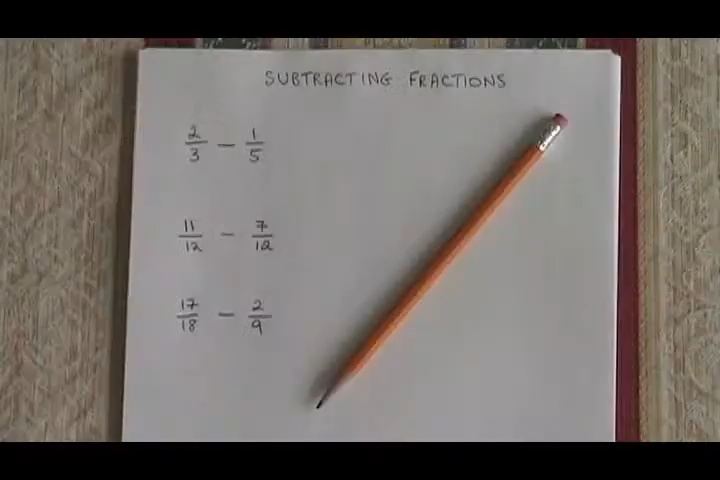 SUBTRACTING FRACTIONS
2/3 - 1/5
11/12 - 7/12
17/18 - 2/9